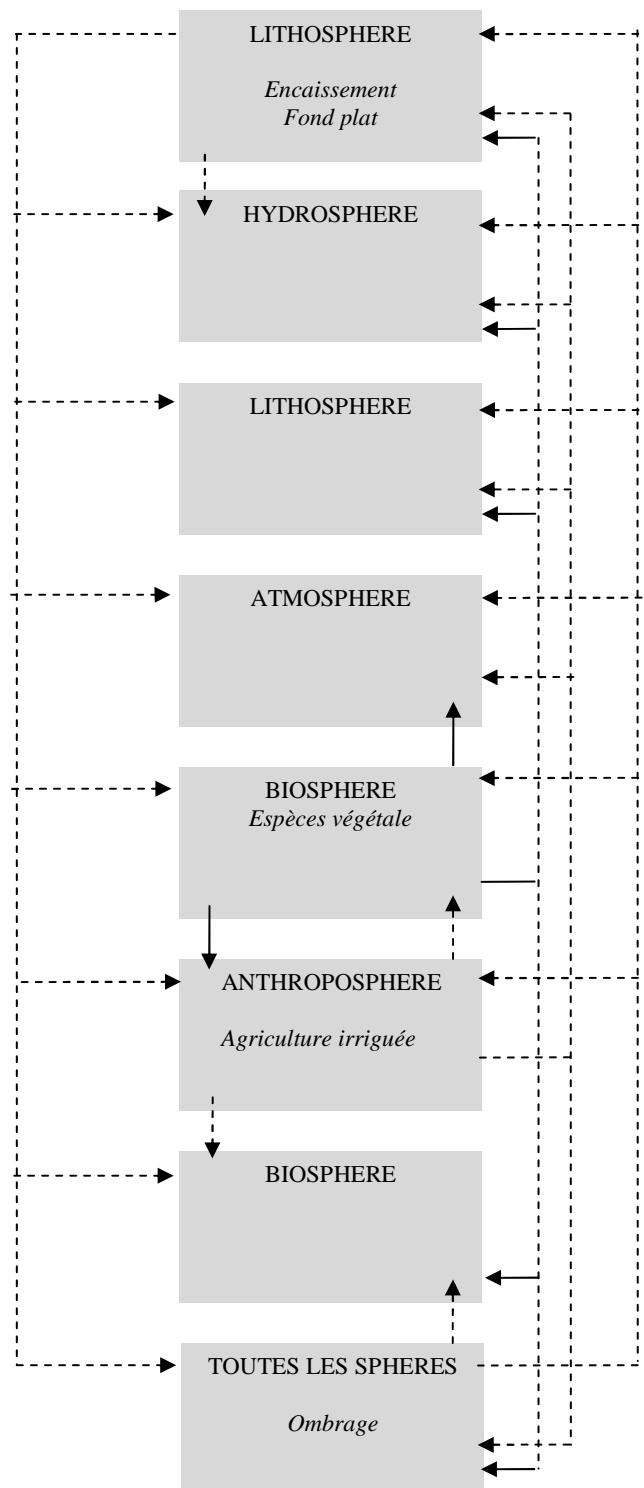 LITHOSPHERE
Encaissement
Fond plat
HYDROSPHERE
LITHOSPHERE
ATMOSPHERE
BIOSPHERE
Espèces végétale
ANTHROPOSPHERE
Agriculture irriguée
BIOSPHERE
TOUTES LES SPHERES
Ombrage